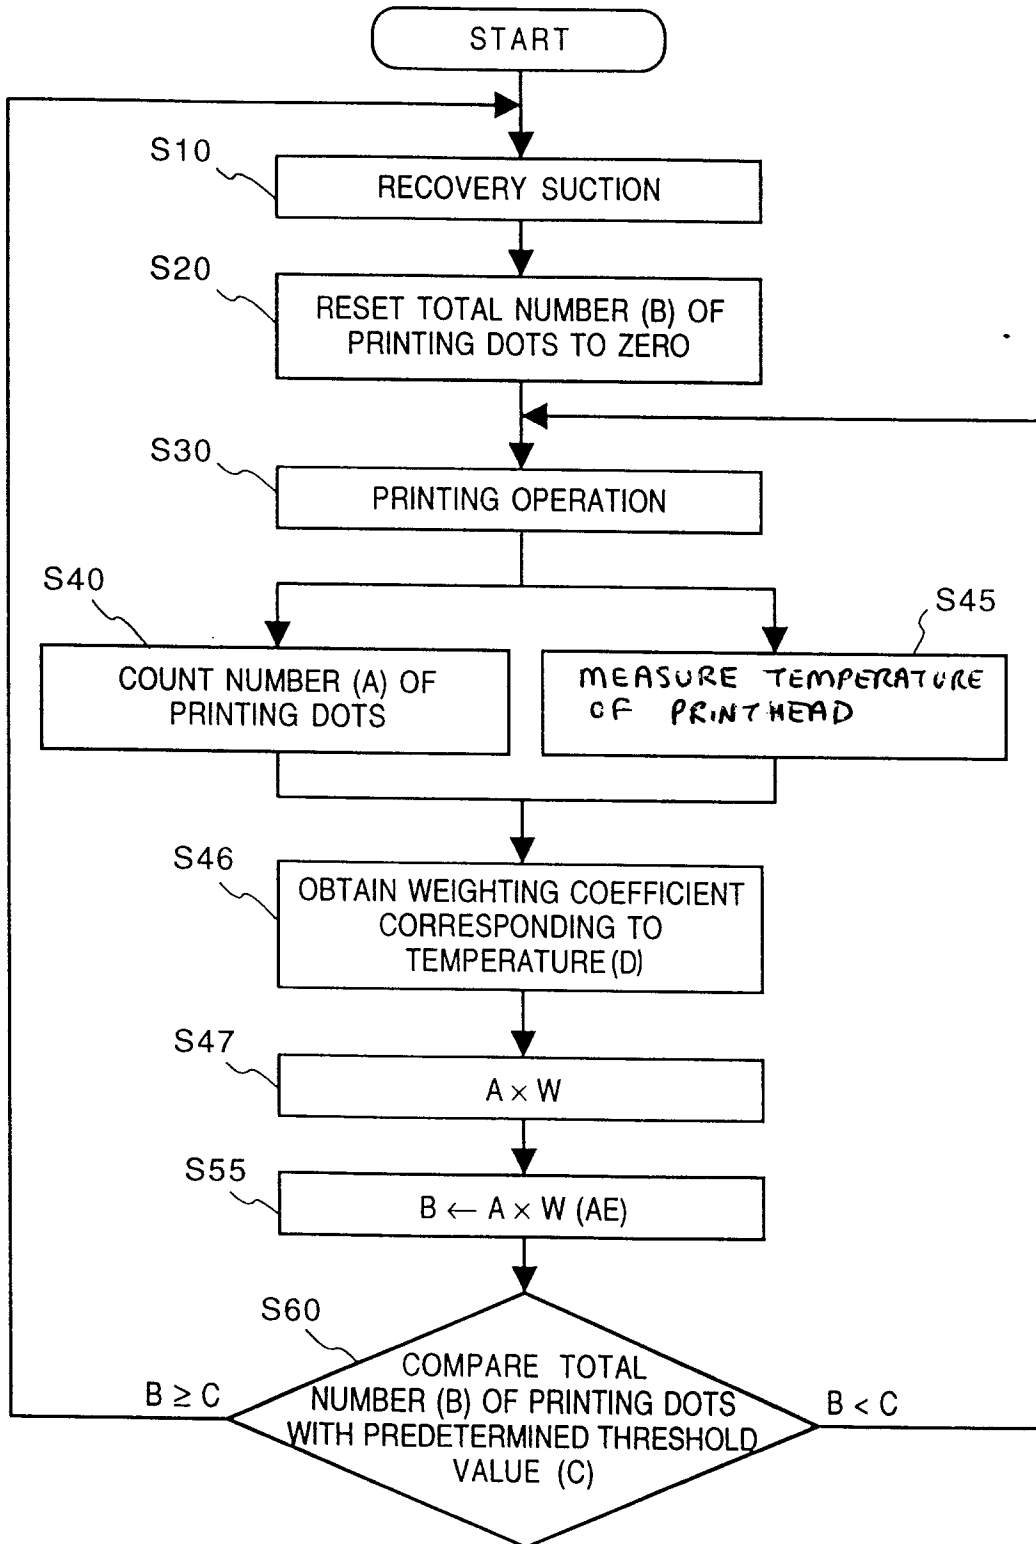 START
S10
RECOVERY SUCTION
S20
RESET TOTAL NUMBER (B) OF
PRINTING DOTS TO ZERO
S30
PRINTING OPERATION
S40
COUNT NUMBER (A) OF
PRINTING DOTS
S45
MEASURE TEMPERATURE
OF PRINTHEAD
S46
OBTAIN WEIGHTING COEFFICIENT
CORRESPONDING TO
TEMPERATURE (D)
S47
A × W
S55
B ← A × W (AE)
S60
COMPARE TOTAL
NUMBER (B) OF PRINTING DOTS
WITH PREDETERMINED THRESHOLD
VALUE (C)
B ≥ C
B < C